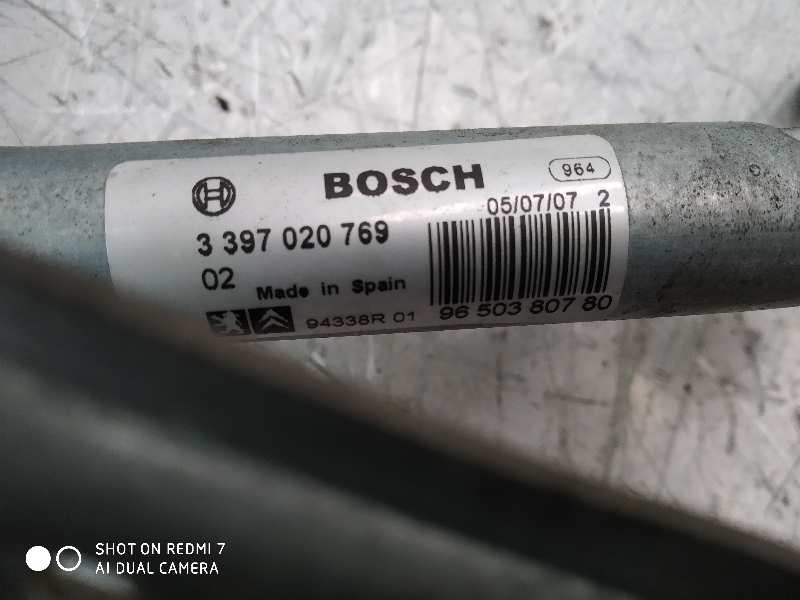 BOSCH
964
05/07/07 2
3 397 020 769
02
Made in Spain
94338R 01
96 503 807 80
SHOT ON REDMI 7
AI DUAL CAMERA